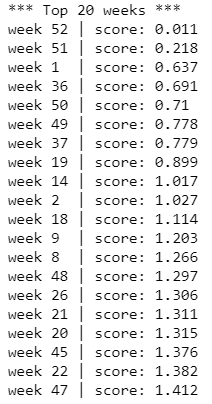 *** Top 20 weeks ***
week 52 | score: 0.011
week 51 | score: 0.218
week 1  | score: 0.637
week 36 | score: 0.691
week 50 | score: 0.71
week 49 | score: 0.778
week 37 | score: 0.779
week 19 | score: 0.899
week 14 | score: 1.017
week 2  | score: 1.027
week 18 | score: 1.114
week 9  | score: 1.203
week 8  | score: 1.266
week 48 | score: 1.297
week 26 | score: 1.306
week 21 | score: 1.311
week 20 | score: 1.315
week 45 | score: 1.376
week 22 | score: 1.382
week 47 | score: 1.412